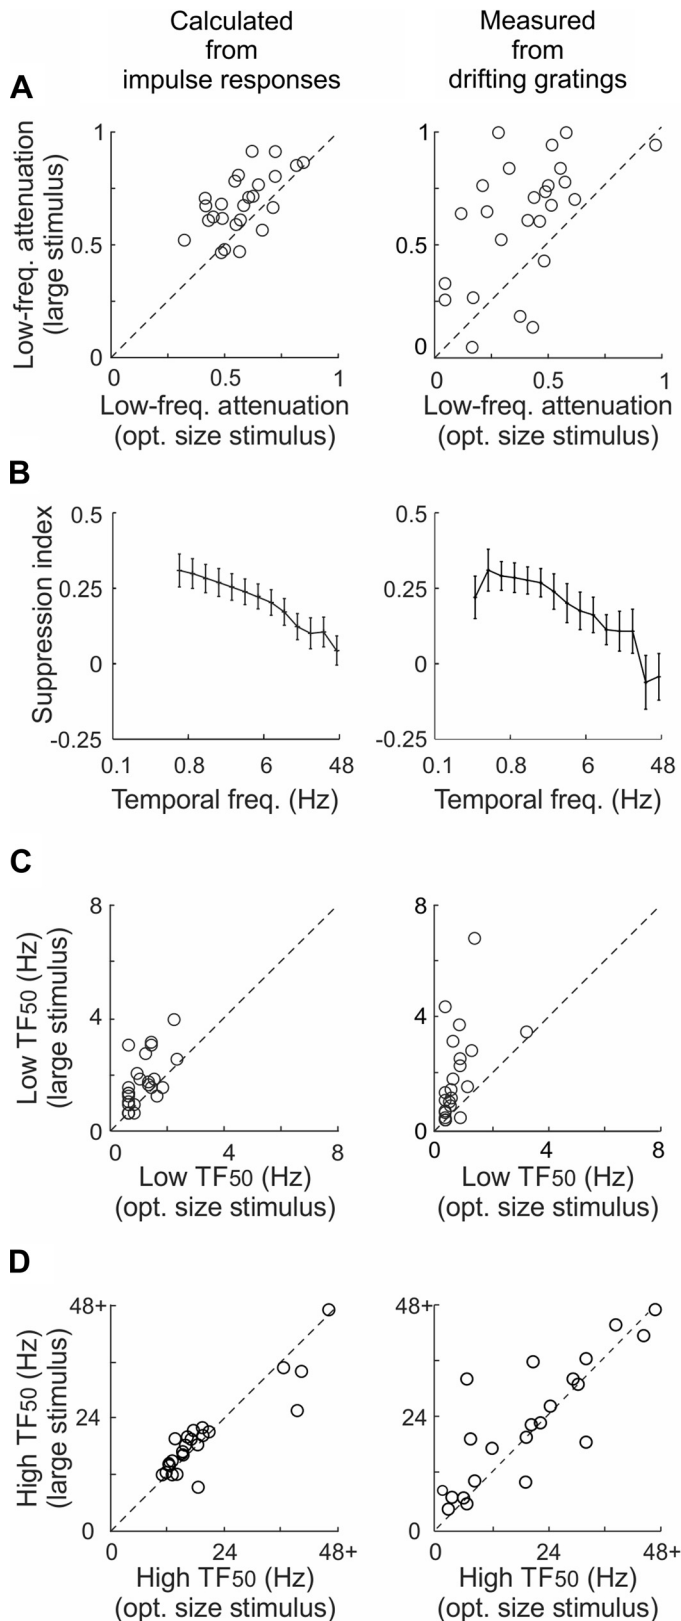 Calculated
from
impulse responses
Measured
from
drifting gratings
A
Low-freq. attenuation
(large stimulus)
1
0.5
0
0
0.5
1
Low-freq. attenuation
(opt. size stimulus)
1
0.5
0
0
0.5
1
Low-freq. attenuation
(opt. size stimulus)
B
Suppression index
0.5
0.25
0
-0.25
0.1
0.8
6
48
Temporal freq. (Hz)
0.5
0.25
0
-0.25
0.1
0.8
6
48
Temporal freq. (Hz)
C
Low TF50 (Hz)
(large stimulus)
8
4
0
0
4
8
Low TF50 (Hz)
(opt. size stimulus)
8
4
0
0
4
8
Low TF50 (Hz)
(opt. size stimulus)
D
High TF50 (Hz)
(large stimulus)
48+
24
0
0
24
48+
High TF50 (Hz)
(opt. size stimulus)
48+
24
0
0
24
48+
High TF50 (Hz)
(opt. size stimulus)